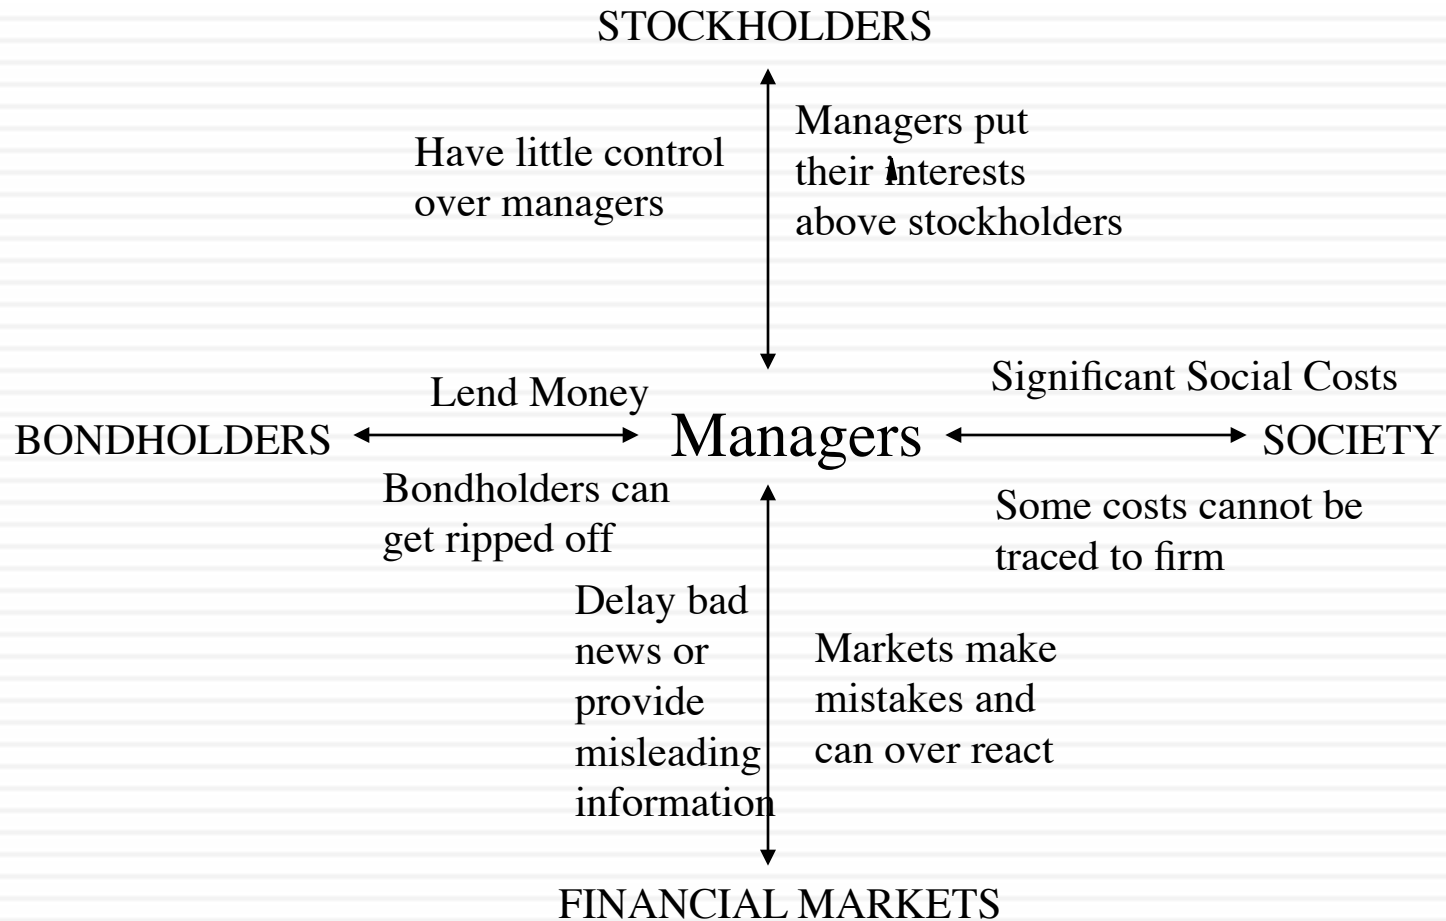 STOCKHOLDERS
Have little control
over managers
Managers put
their interests
above stockholders
Lend Money
Significant Social Costs
BONDHOLDERS
Managers
SOCIETY
Bondholders can
get ripped off
Some costs cannot be
traced to firm
Delay bad
news or
provide
misleading
information
Markets make
mistakes and
can over react
FINANCIAL MARKETS